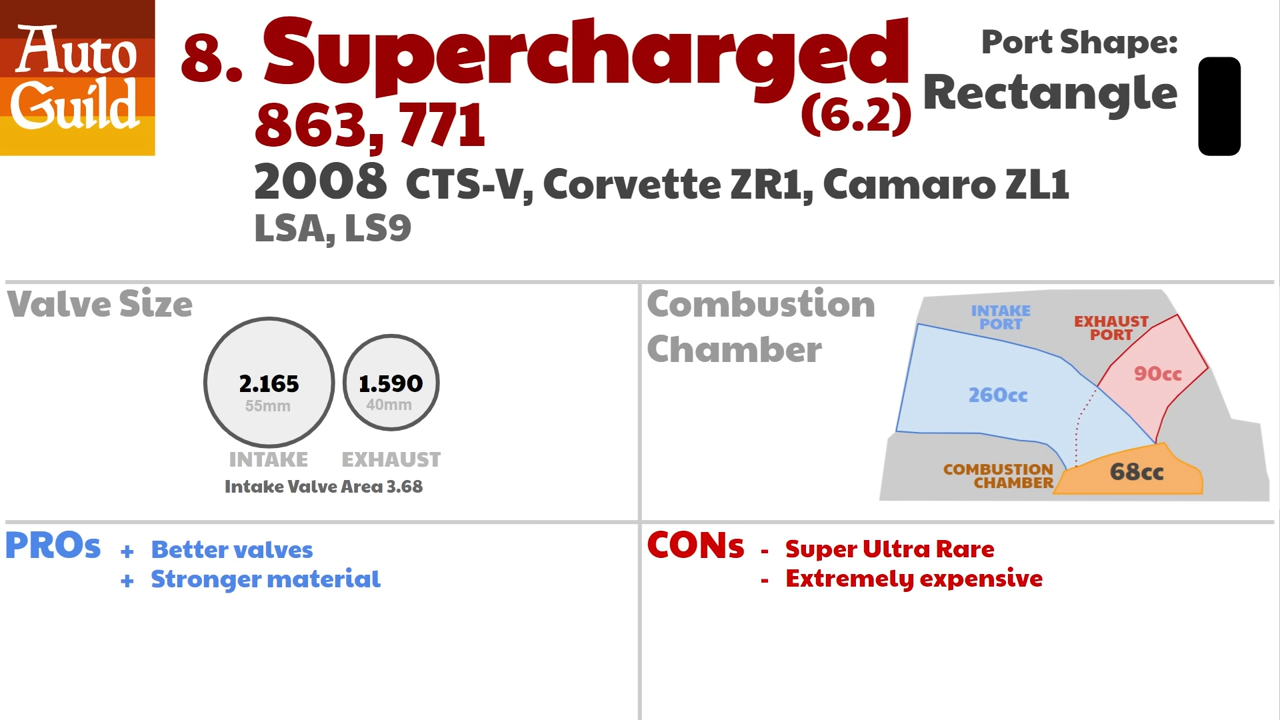 Auto
Guild
8. Supercharged
(6.2)
863, 771
2008 CTS-V, Corvette ZR1, Camaro ZL1
LSA, LS9
Port Shape:
Rectangle
Valve Size
2.165
55mm
1.590
40mm
INTAKE
EXHAUST
Intake Valve Area 3.68
Combustion
Chamber
INTAKE
PORT
EXHAUST
PORT
90cc
260cc
COMBUSTION
CHAMBER
68cc
PROs
+ Better valves
+ Stronger material
CONs
- Super Ultra Rare
- Extremely expensive